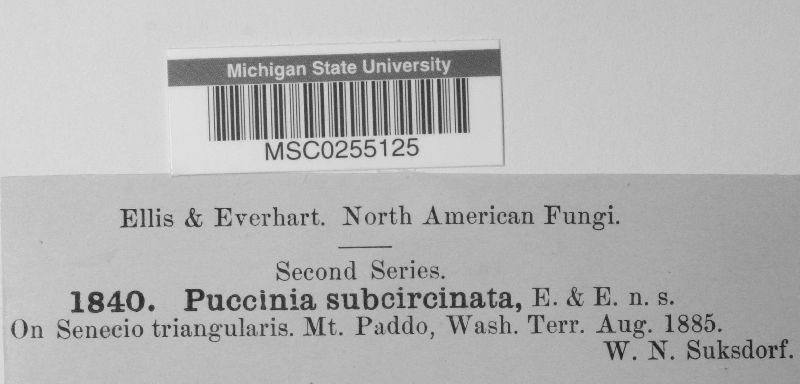 Michigan State University
MSC0255125
Ellis & Everhart. North American Fungi.
Second Series.
1840. Puccinia subcircinata, E. & E. n. s.
On Senecio triangularis. Mt. Paddo, Wash. Terr. Aug. 1885.
W. N. Suksdorf.